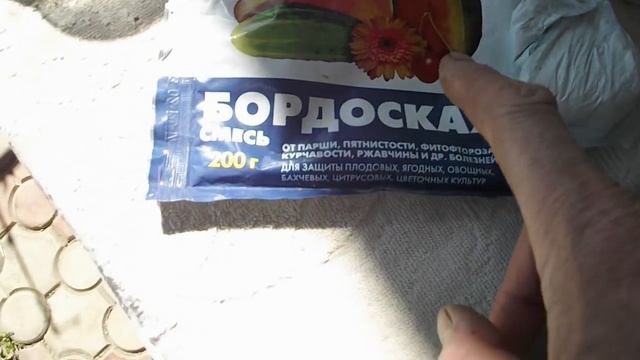 БОРДОСКАЯ
СМЕСЬ
200 г
ОТ ПАРШИ, ПЯТНИСТОСТИ, ФИТОФТОРОЗА
КУРЧАВОСТИ, РЖАВЧИНЫ И ДР. БОЛЕЗНЕЙ
ДЛЯ ЗАЩИТЫ ПЛОДОВЫХ, ЯГОДНЫХ, ОВОЩНЫХ,
БАХЧЕВЫХ, ЦИТРУСОВЫХ, ЦВЕТОЧНЫХ КУЛЬТУР